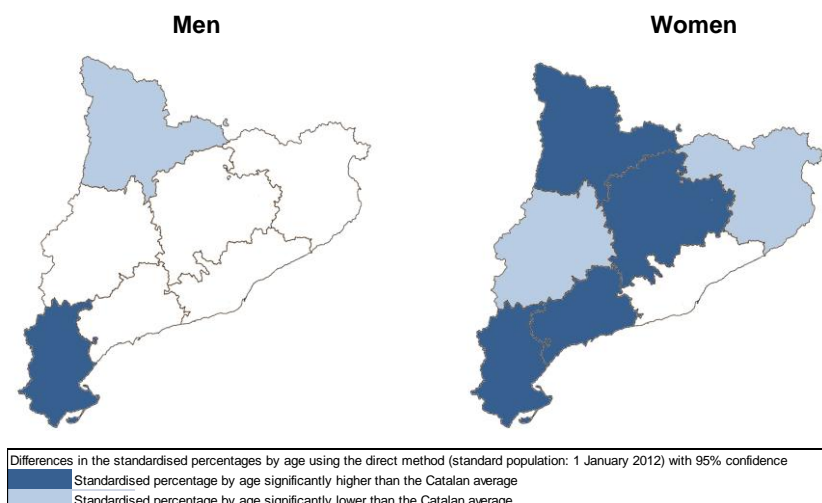 Men
Women
Differences in the standardised percentages by age using the direct method (standard population: 1 January 2012) with 95% confidence
Standardised percentage by age significantly higher than the Catalan average
Standardised percentage by age significantly lower than the Catalan average